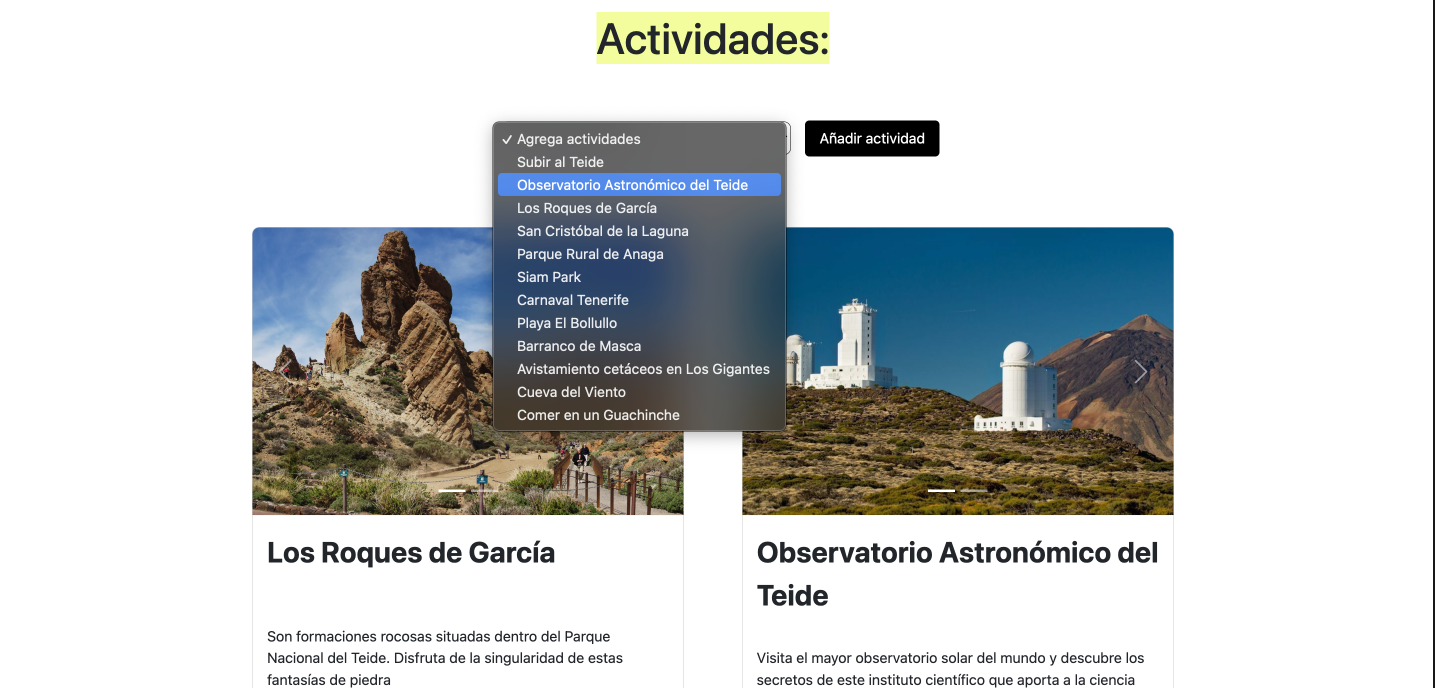 Actividades:
✓ Agrega actividades
Añadir actividad
Subir al Teide
Observatorio Astronómico del Teide
Los Roques de García
San Cristóbal de la Laguna
Parque Rural de Anaga
Siam Park
Carnaval Tenerife
Playa El Bollullo
Barranco de Masca
Avistamiento cetáceos en Los Gigantes
Cueva del Viento
Comer en un Guachinche
Los Roques de García
Son formaciones rocosas situadas dentro del Parque
Nacional del Teide. Disfruta de la singularidad de estas
fantasías de piedra
Observatorio Astronómico del
Teide
Visita el mayor observatorio solar del mundo y descubre los
secretos de este instituto científico que aporta a la ciencia